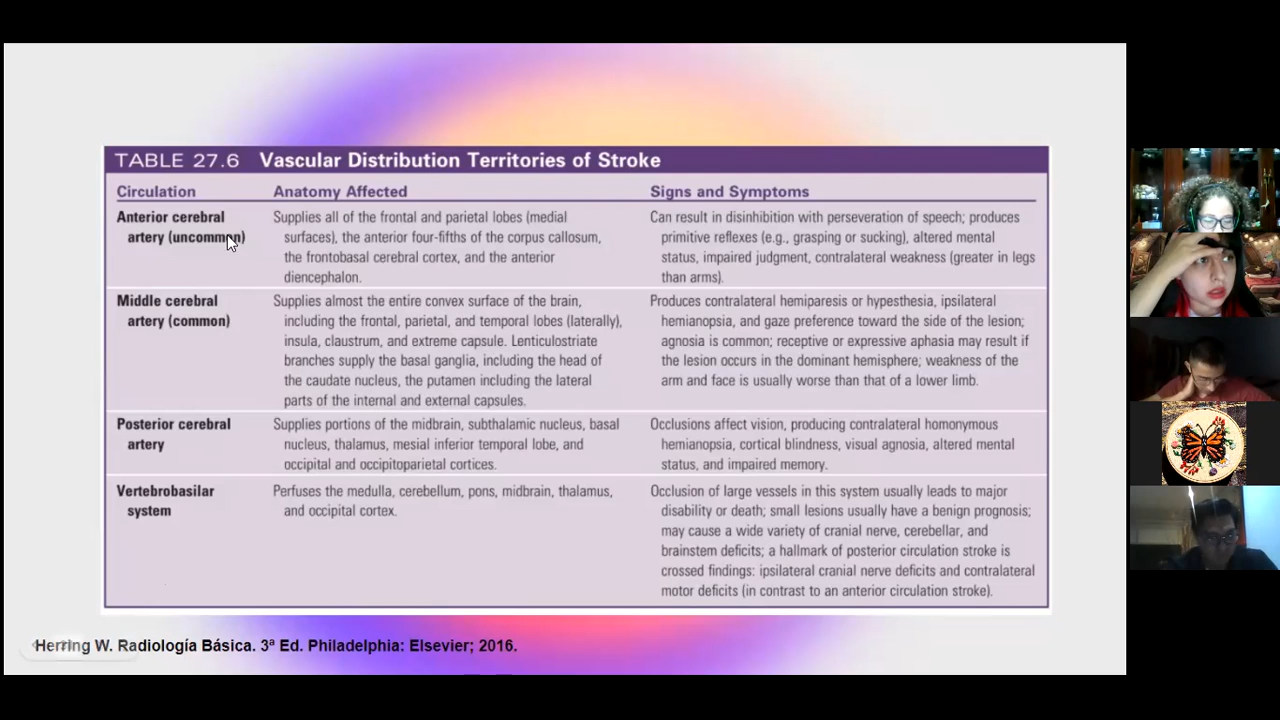 TABLE 27.6 Vascular Distribution Territories of Stroke
Circulation Anatomy Affected Signs and Symptoms
Anterior cerebral
artery (uncommon)
Supplies all of the frontal and parietal lobes (medial
surfaces), the anterior four-fifths of the corpus callosum,
the frontobasal cerebral cortex, and the anterior
diencephalon.
Can result in disinhibition with perseveration of speech; produces
primitive reflexes (e.g., grasping or sucking), altered mental
status, impaired judgment, contralateral weakness (greater in legs
than arms).
Middle cerebral
artery (common)
Supplies almost the entire convex surface of the brain,
including the frontal, parietal, and temporal lobes (laterally),
insula, claustrum, and extreme capsule. Lenticulostriate
branches supply the basal ganglia, including the head of
the caudate nucleus, the putamen including the lateral
parts of the internal and external capsules.
Produces contralateral hemiparesis or hypesthesia, ipsilateral
hemianopsia, and gaze preference toward the side of the lesion;
agnosia is common; receptive or expressive aphasia may result if
the lesion occurs in the dominant hemisphere; weakness of the
arm and face is usually worse than that of a lower limb.
Posterior cerebral
artery
Supplies portions of the midbrain, subthalamic nucleus, basal
nucleus, thalamus, mesial inferior temporal lobe, and
occipital and occipitoparietal cortices.
Occlusions affect vision, producing contralateral homonymous
hemianopsia, cortical blindness, visual agnosia, altered mental
status, and impaired memory.
Vertebrobasilar
system
Perfuses the medulla, cerebellum, pons, midbrain, thalamus,
and occipital cortex.
Occlusion of large vessels in this system usually leads to major
disability or death; small lesions usually have a benign prognosis;
may cause a wide variety of cranial nerve, cerebellar, and
brainstem deficits; a hallmark of posterior circulation stroke is
crossed findings: ipsilateral cranial nerve deficits and contralateral
motor deficits (in contrast to an anterior circulation stroke).
Herring W. Radiología Básica. 3ª Ed. Philadelphia: Elsevier; 2016.